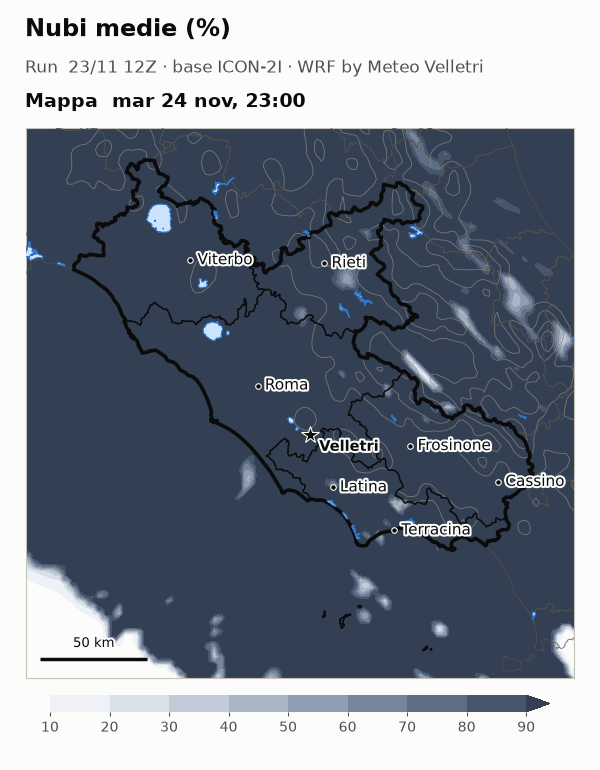 Nubi medie (%)
Run  23/11 12Z · base ICON-2I · WRF by Meteo Velletri
Mappa  mar 24 nov, 23:00
Viterbo
Rieti
Roma
Velletri
Frosinone
Cassino
Latina
Terracina
50 km
10 20 30 40 50 60 70 80 90